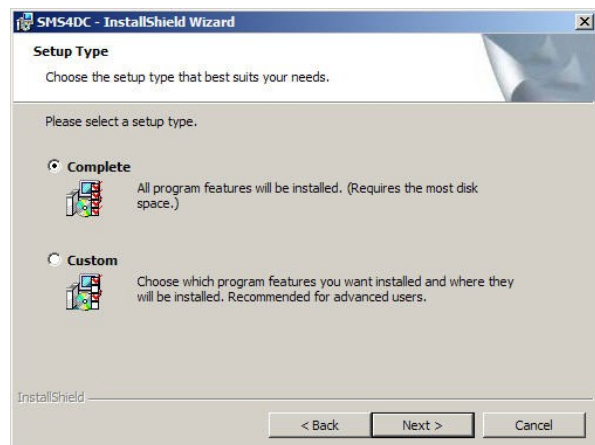 SMS4DC - InstallShield Wizard
Setup Type
Choose the setup type that best suits your needs.
Please select a setup type.
Complete
All program features will be installed. (Requires the most disk
space.)
Custom
Choose which program features you want installed and where they
will be installed. Recommended for advanced users.
InstallShield
< Back Next > Cancel